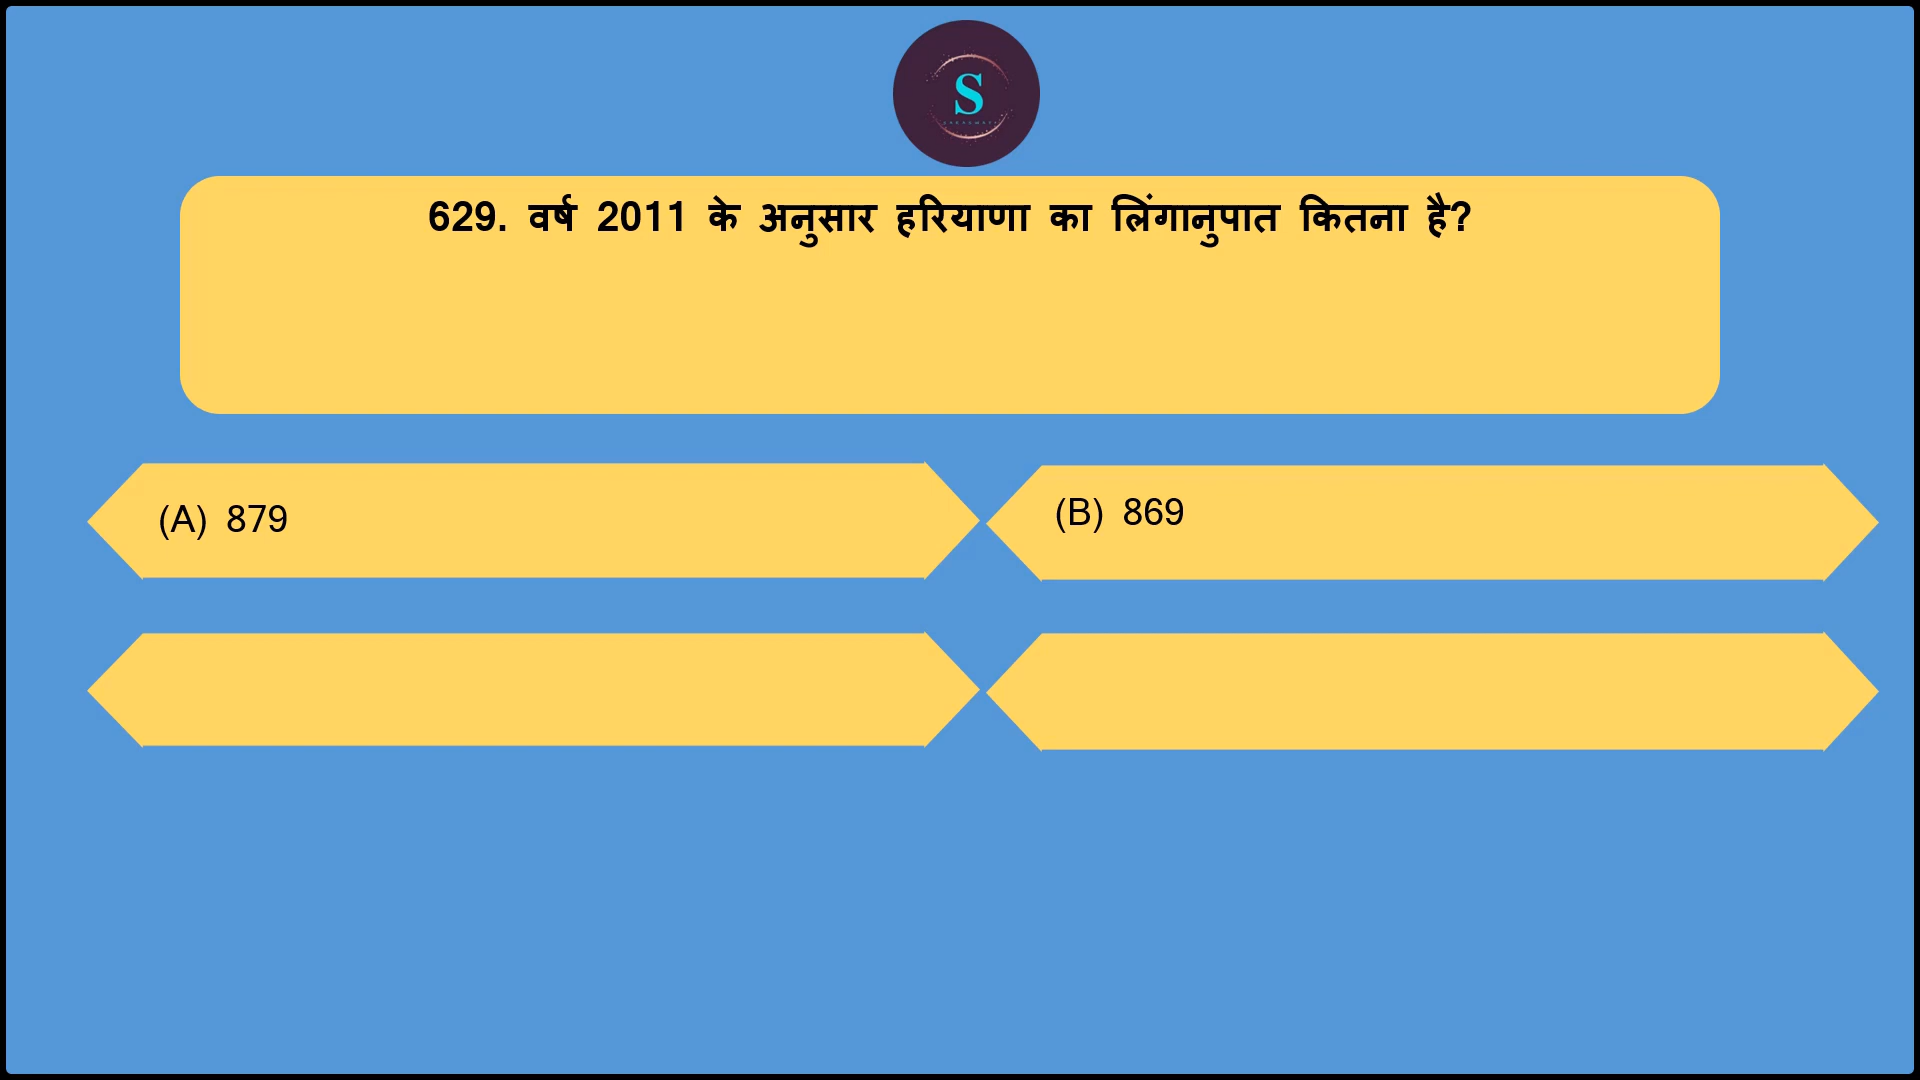 S
629. वर्ष 2011 के अनुसार हरियाणा का लिंगानुपात कितना है?
(A) 879
(B) 869